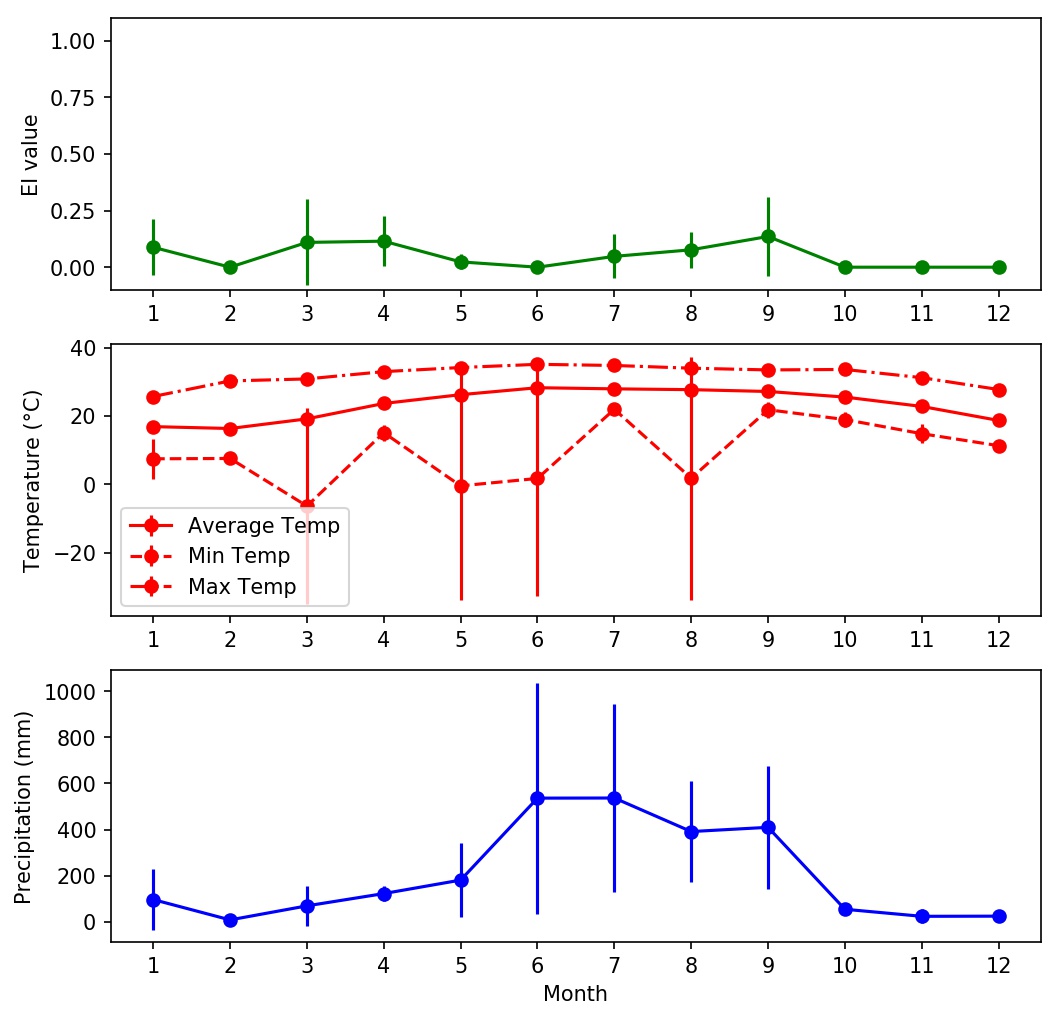 1.00
0.75
0.50
0.25
0.00
EI value
1 2 3 4 5 6 7 8 9 10 11 12
40
20
0
−20
Temperature (°C)
Average Temp
Min Temp
Max Temp
1 2 3 4 5 6 7 8 9 10 11 12
1000
800
600
400
200
0
Precipitation (mm)
1 2 3 4 5 6 7 8 9 10 11 12
Month